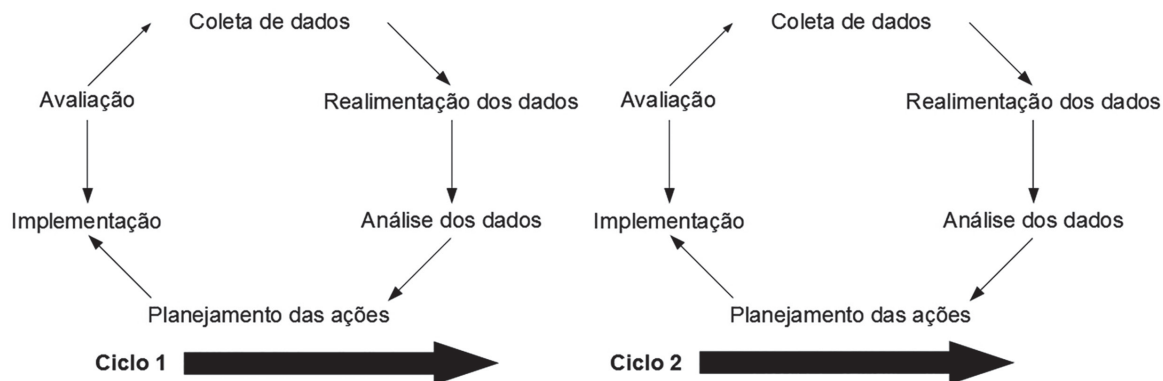 Coleta de dados
Avaliação
Realimentação dos dados
Implementação
Análise dos dados
Planejamento das ações
Ciclo 1
Coleta de dados
Avaliação
Realimentação dos dados
Implementação
Análise dos dados
Planejamento das ações
Ciclo 2